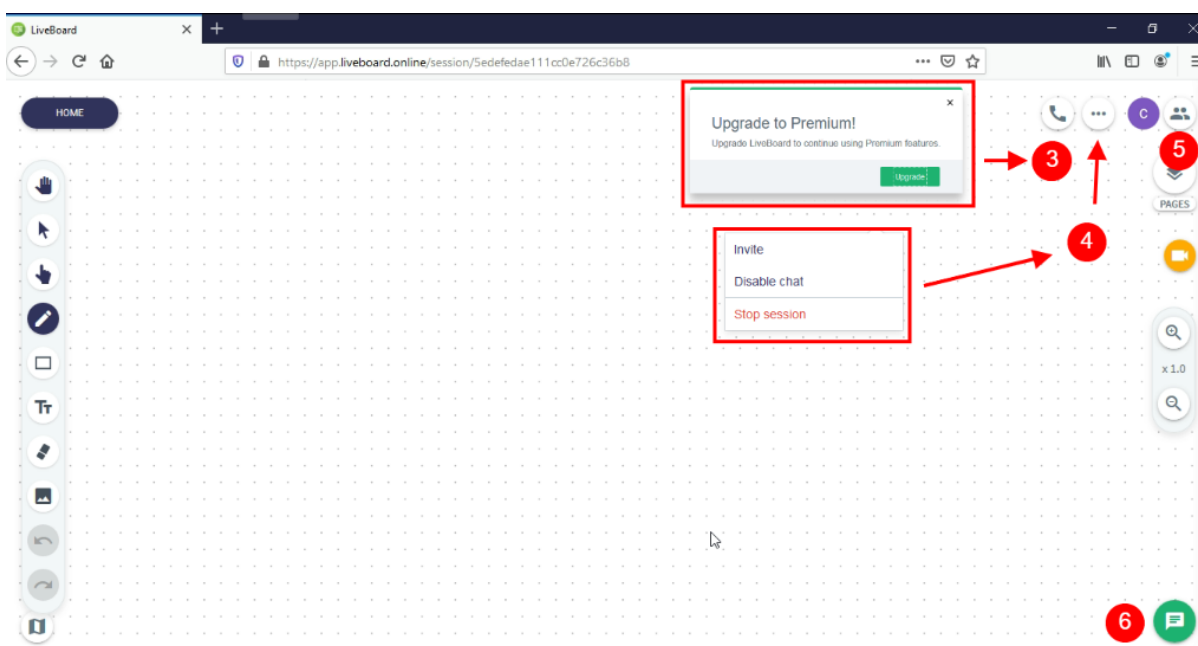 LiveBoard
https://app.liveboard.online/session/5edefedae111cc0e726c36b8
HOME
Upgrade to Premium!
Upgrade LiveBoard to continue using Premium features.
Upgrade
3
C
5
PAGES
4
Invite
Disable chat
Stop session
x 1.0
TT
6